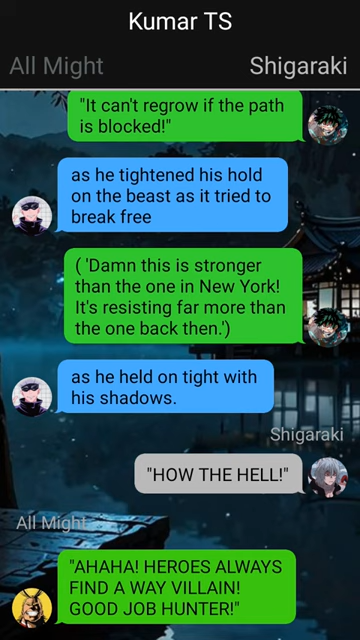 Kumar TS
All Might
Shigaraki
"It can't regrow if the path
is blocked!"
as he tightened his hold
on the beast as it tried to
break free
( 'Damn this is stronger
than the one in New York!
It's resisting far more than
the one back then.')
as he held on tight with
his shadows.
Shigaraki
"HOW THE HELL!"
All Might
"AHAHA! HEROES ALWAYS
FIND A WAY VILLAIN!
GOOD JOB HUNTER!"